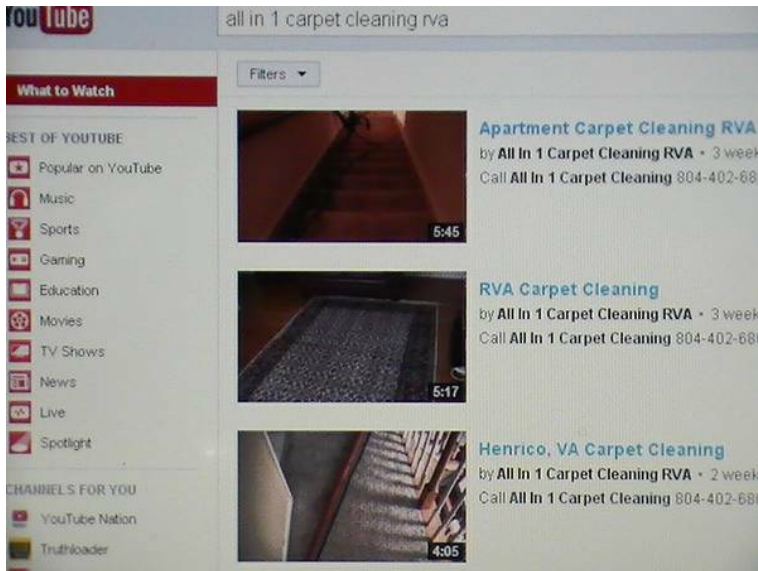 You Tube
all in 1 carpet cleaning rva
Filters
What to Watch
BEST OF YOUTUBE
Popular on YouTube
Music
Sports
Gaming
Education
Movies
TV Shows
News
Live
Spotlight
CHANNELS FOR YOU
YouTube Nation
Truthloader
5:45
Apartment Carpet Cleaning RVA
by All In 1 Carpet Cleaning RVA • 3 week
Call All In 1 Carpet Cleaning 804-402-68
5:17
RVA Carpet Cleaning
by All In 1 Carpet Cleaning RVA • 3 week
Call All In 1 Carpet Cleaning 804-402-68
4:05
Henrico, VA Carpet Cleaning
by All In 1 Carpet Cleaning RVA • 2 week
Call All In 1 Carpet Cleaning 804-402-68